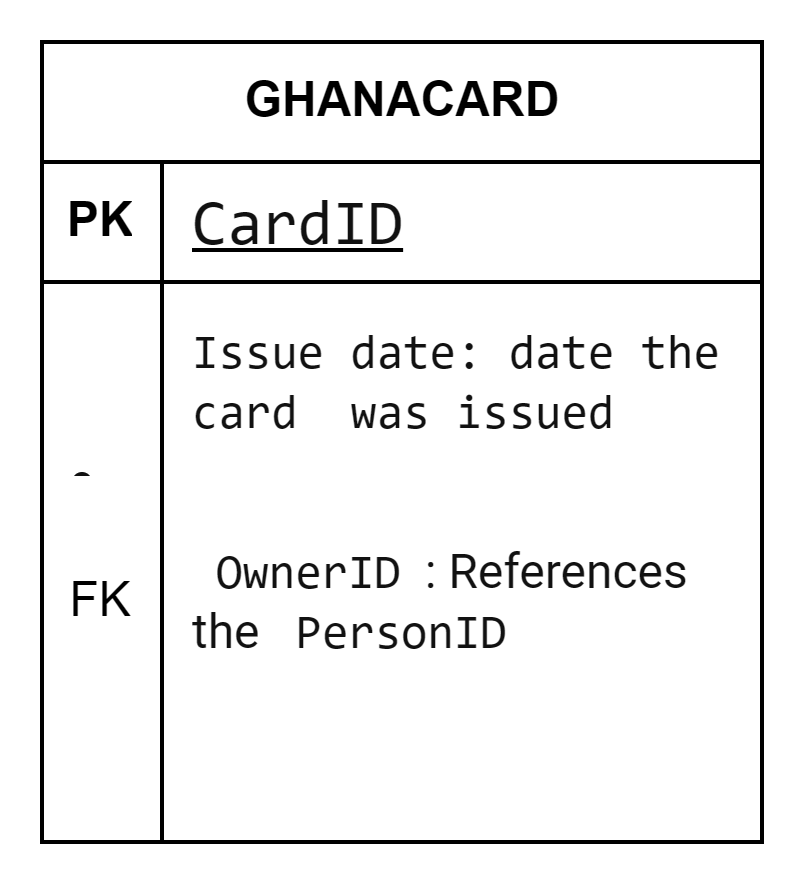 GHANACARD
PK CardID
Issue date: date the
card was issued
OwnerID : References
FK
the PersonID